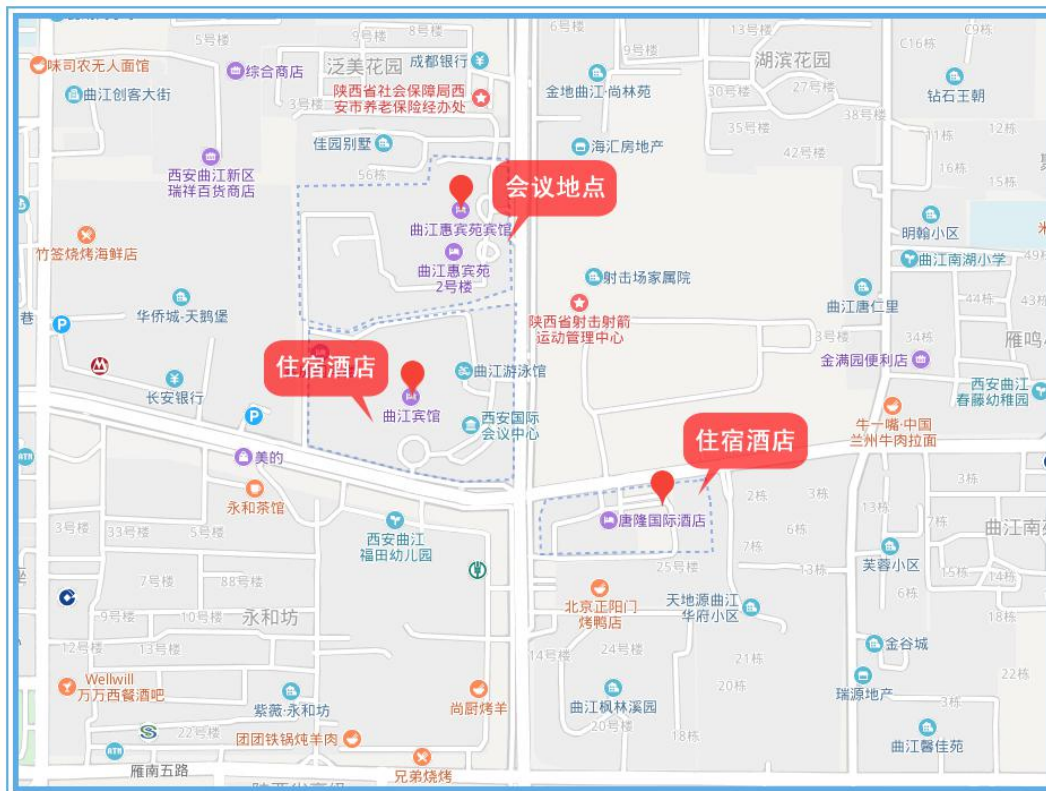 5号楼
9号楼
8号楼
6号楼
13号楼
C16栋
C9栋
味司农无人面馆
综合商店
泛美花园
成都银行
9号楼
湖滨花园
曲江创客大街
3号楼
陕西省社会保障局西
安市养老保险经办处
金地曲江·尚林苑
30号楼
27号楼
钻石王朝
38号楼
佳园别墅
海汇房地产
35号楼
11栋
12栋
42号楼
西安曲江新区
瑞祥百货商店
56栋
16栋
15栋
会议地点
曲江惠宾苑宾馆
明翰小区
竹签烧烤海鲜店
曲江惠宾苑
2号楼
射击场家属院
曲江南湖小学
49号
华侨城-天鹅堡
曲江唐仁里
44栋
43栋
巷
陕西省射击射箭
运动管理中心
3号楼
34栋
雁鸣
P
住宿酒店
曲江游泳馆
金满园便利店
西安曲江
春藤幼稚园
长安银行
曲江宾馆
西安国际
会议中心
牛一嘴·中国
兰州牛肉拉面
P
住宿酒店
美的
ATM
永和茶馆
唐隆国际酒店
2栋
3栋
3号楼
33号楼
5号楼
西安曲江
福田幼儿园
6栋
7栋
曲江南
7栋
25号楼
13栋
芙蓉小区
15栋
14栋
7号楼
88号楼
北京正阳门
烤鸭店
天地源曲江
华府小区
6栋
9号楼
10号楼
永和坊
18栋
12号楼
13号楼
14号楼
24号楼
21栋
金谷城
Wellwill
万万西餐酒吧
20栋
瑞源地产
22栋
紫薇·永和坊
尚厨烤羊
曲江枫林溪园
3栋
22号楼
团团铁锅炖羊肉
20号楼
18栋
曲江馨佳苑
ATM
雁南五路
兄弟烧烤